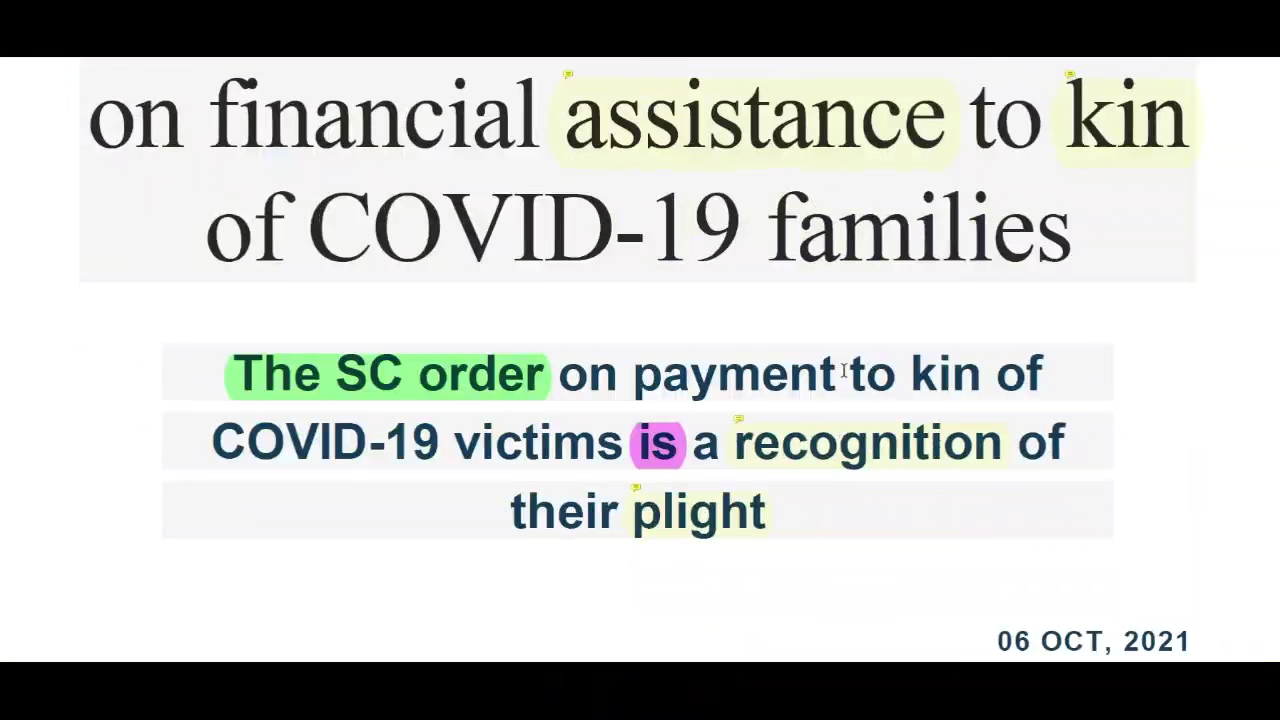 on financial assistance to kin
of COVID-19 families
The SC order on payment to kin of
COVID-19 victims is a recognition of
their plight
06 OCT, 2021